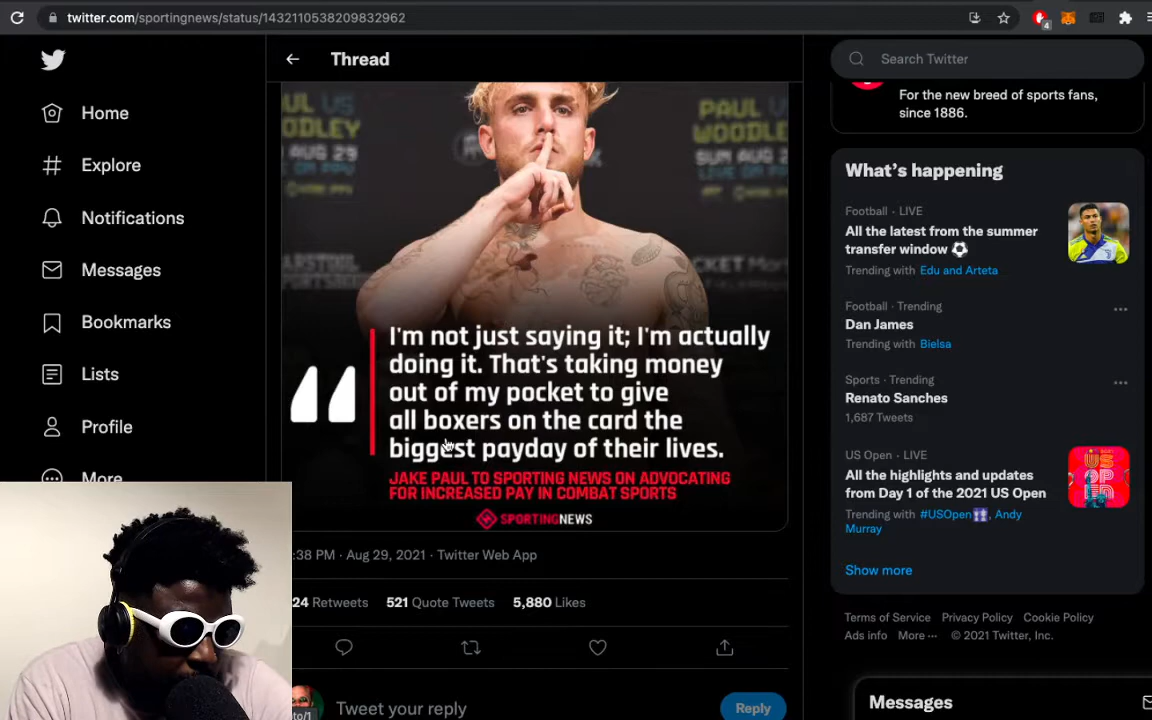 twitter.com/sportingnews/status/1432110538209832962
4
Thread
Search Twitter
Home
Explore
Notifications
Messages
Bookmarks
Lists
Profile
More
PAUL
WOODLEY
SUN AUG 29
I'm not just saying it; I'm actually
doing it. That's taking money
out of my pocket to give
all boxers on the card the
biggest payday of their lives.
JAKE PAUL TO SPORTING NEWS ON ADVOCATING
FOR INCREASED PAY IN COMBAT SPORTS
SPORTINGNEWS
:38 PM · Aug 29, 2021 · Twitter Web App
24 Retweets 521 Quote Tweets 5,880 Likes
Tweet your reply
Reply
For the new breed of sports fans,
since 1886.
What's happening
Football · LIVE
All the latest from the summer
transfer window
Trending with Edu and Arteta
Football · Trending
Dan James
Trending with Bielsa
Sports · Trending
Renato Sanches
1,687 Tweets
US Open · LIVE
All the highlights and updates
from Day 1 of the 2021 US Open
Trending with #USOpen, Andy
Murray
Show more
Terms of Service Privacy Policy Cookie Policy
Ads info More ··· © 2021 Twitter, Inc.
Messages